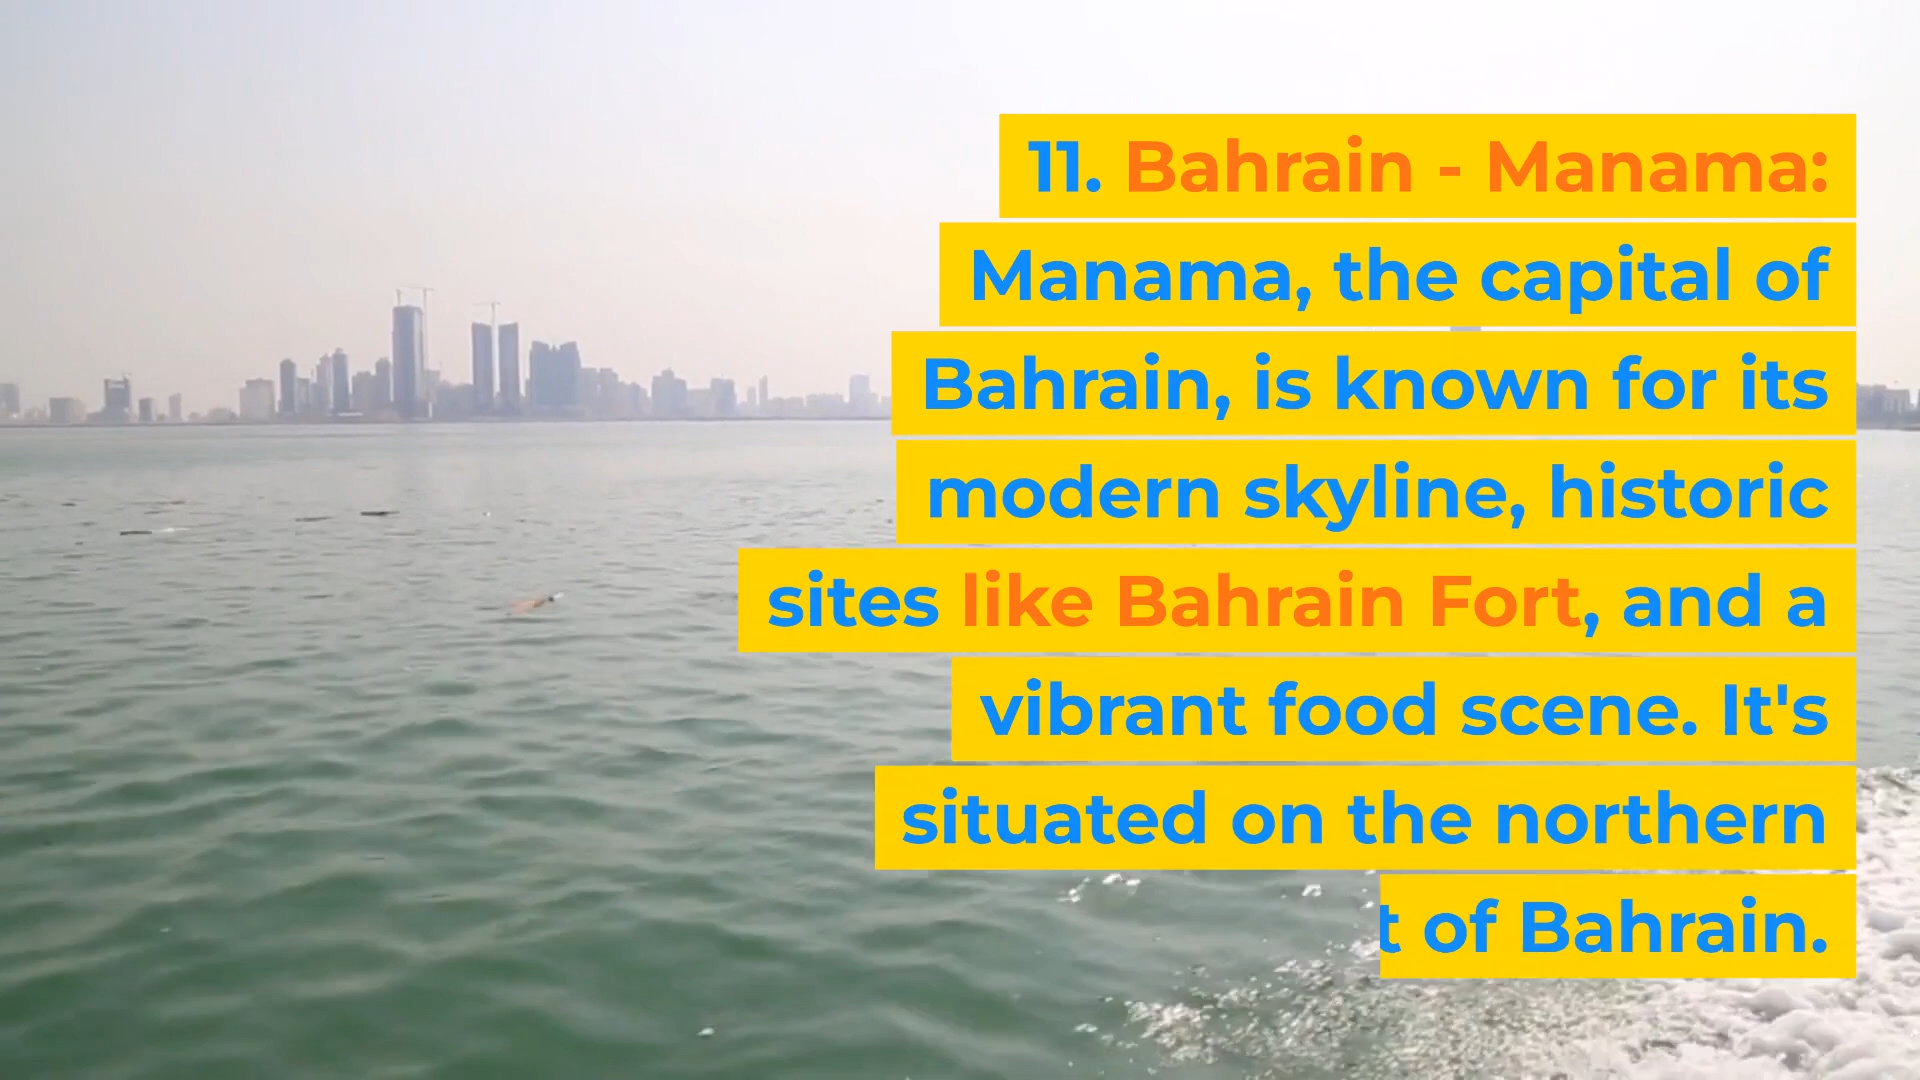 11. Bahrain - Manama:
Manama, the capital of
Bahrain, is known for its
modern skyline, historic
sites like Bahrain Fort, and a
vibrant food scene. It's
situated on the northern
t of Bahrain.